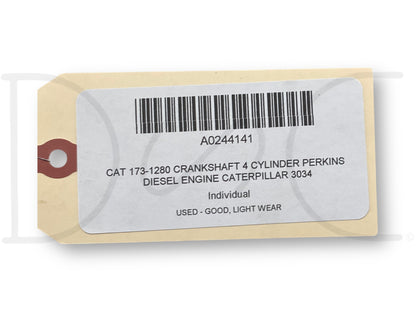 A0244141
CAT 173-1280 CRANKSHAFT 4 CYLINDER PERKINS
DIESEL ENGINE CATERPILLAR 3034
Individual
USED - GOOD, LIGHT WEAR